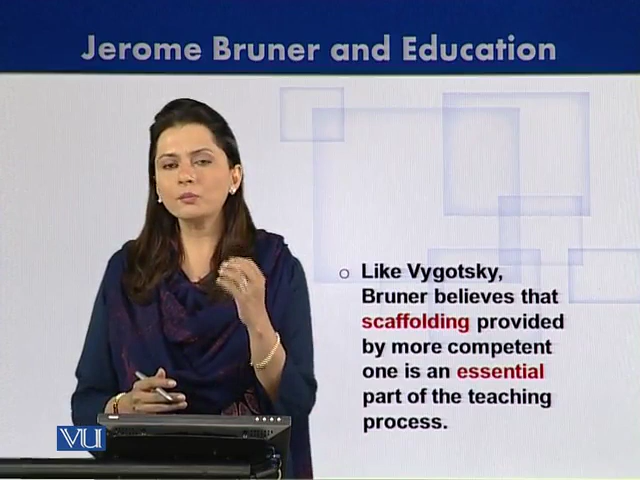 Jerome Bruner and Education
o Like Vygotsky,
Bruner believes that
scaffolding provided
by more competent
one is an essential
part of the teaching
process.
VU